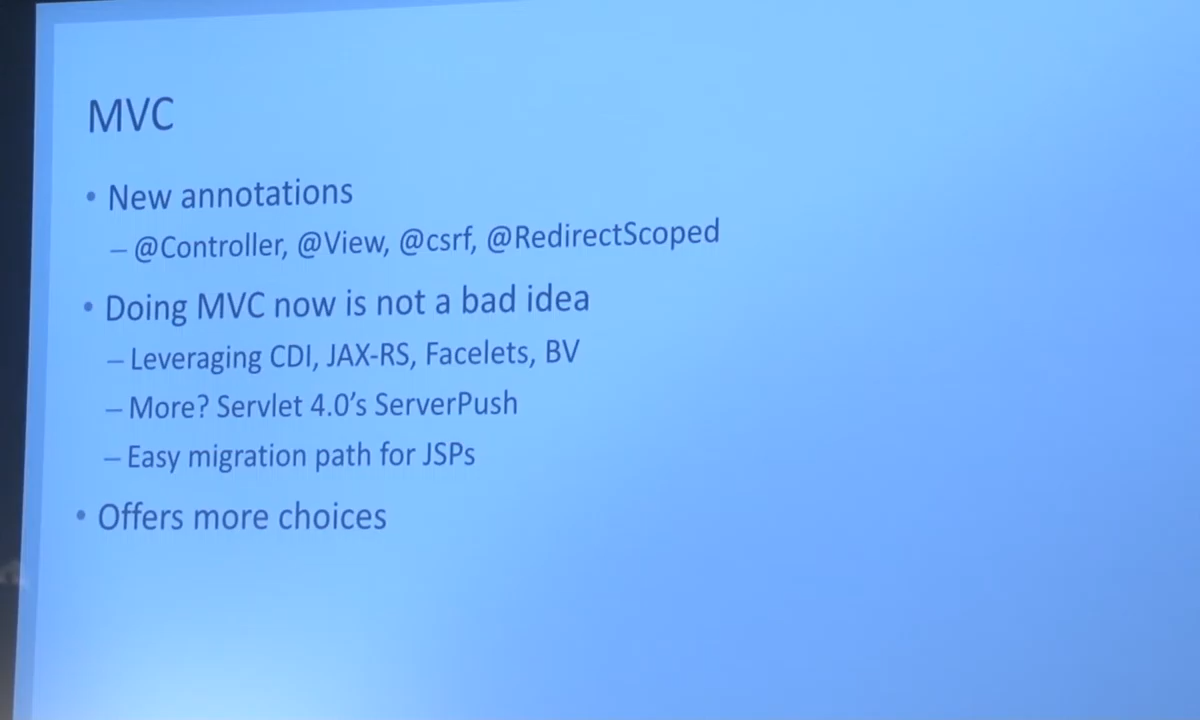 MVC
• New annotations
– @Controller, @View, @csrf, @RedirectScoped
• Doing MVC now is not a bad idea
– Leveraging CDI, JAX-RS, Facelets, BV
– More? Servlet 4.0's ServerPush
– Easy migration path for JSPs
• Offers more choices